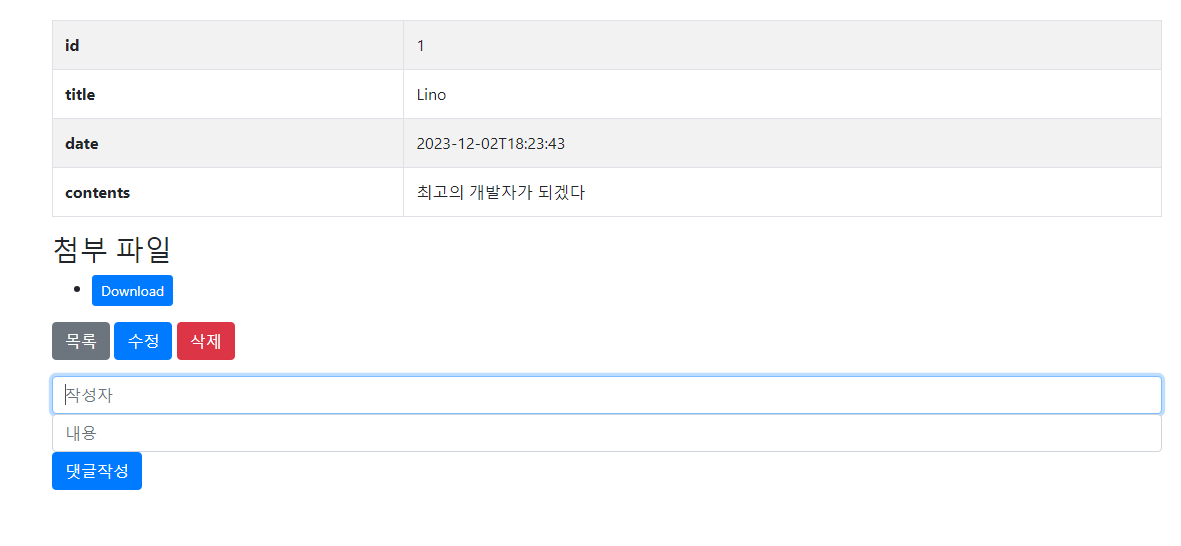 id 1
title Lino
date 2023-12-02T18:23:43
contents 최고의 개발자가 되겠다
첨부 파일
Download
목록 수정 삭제
작성자
내용
댓글작성